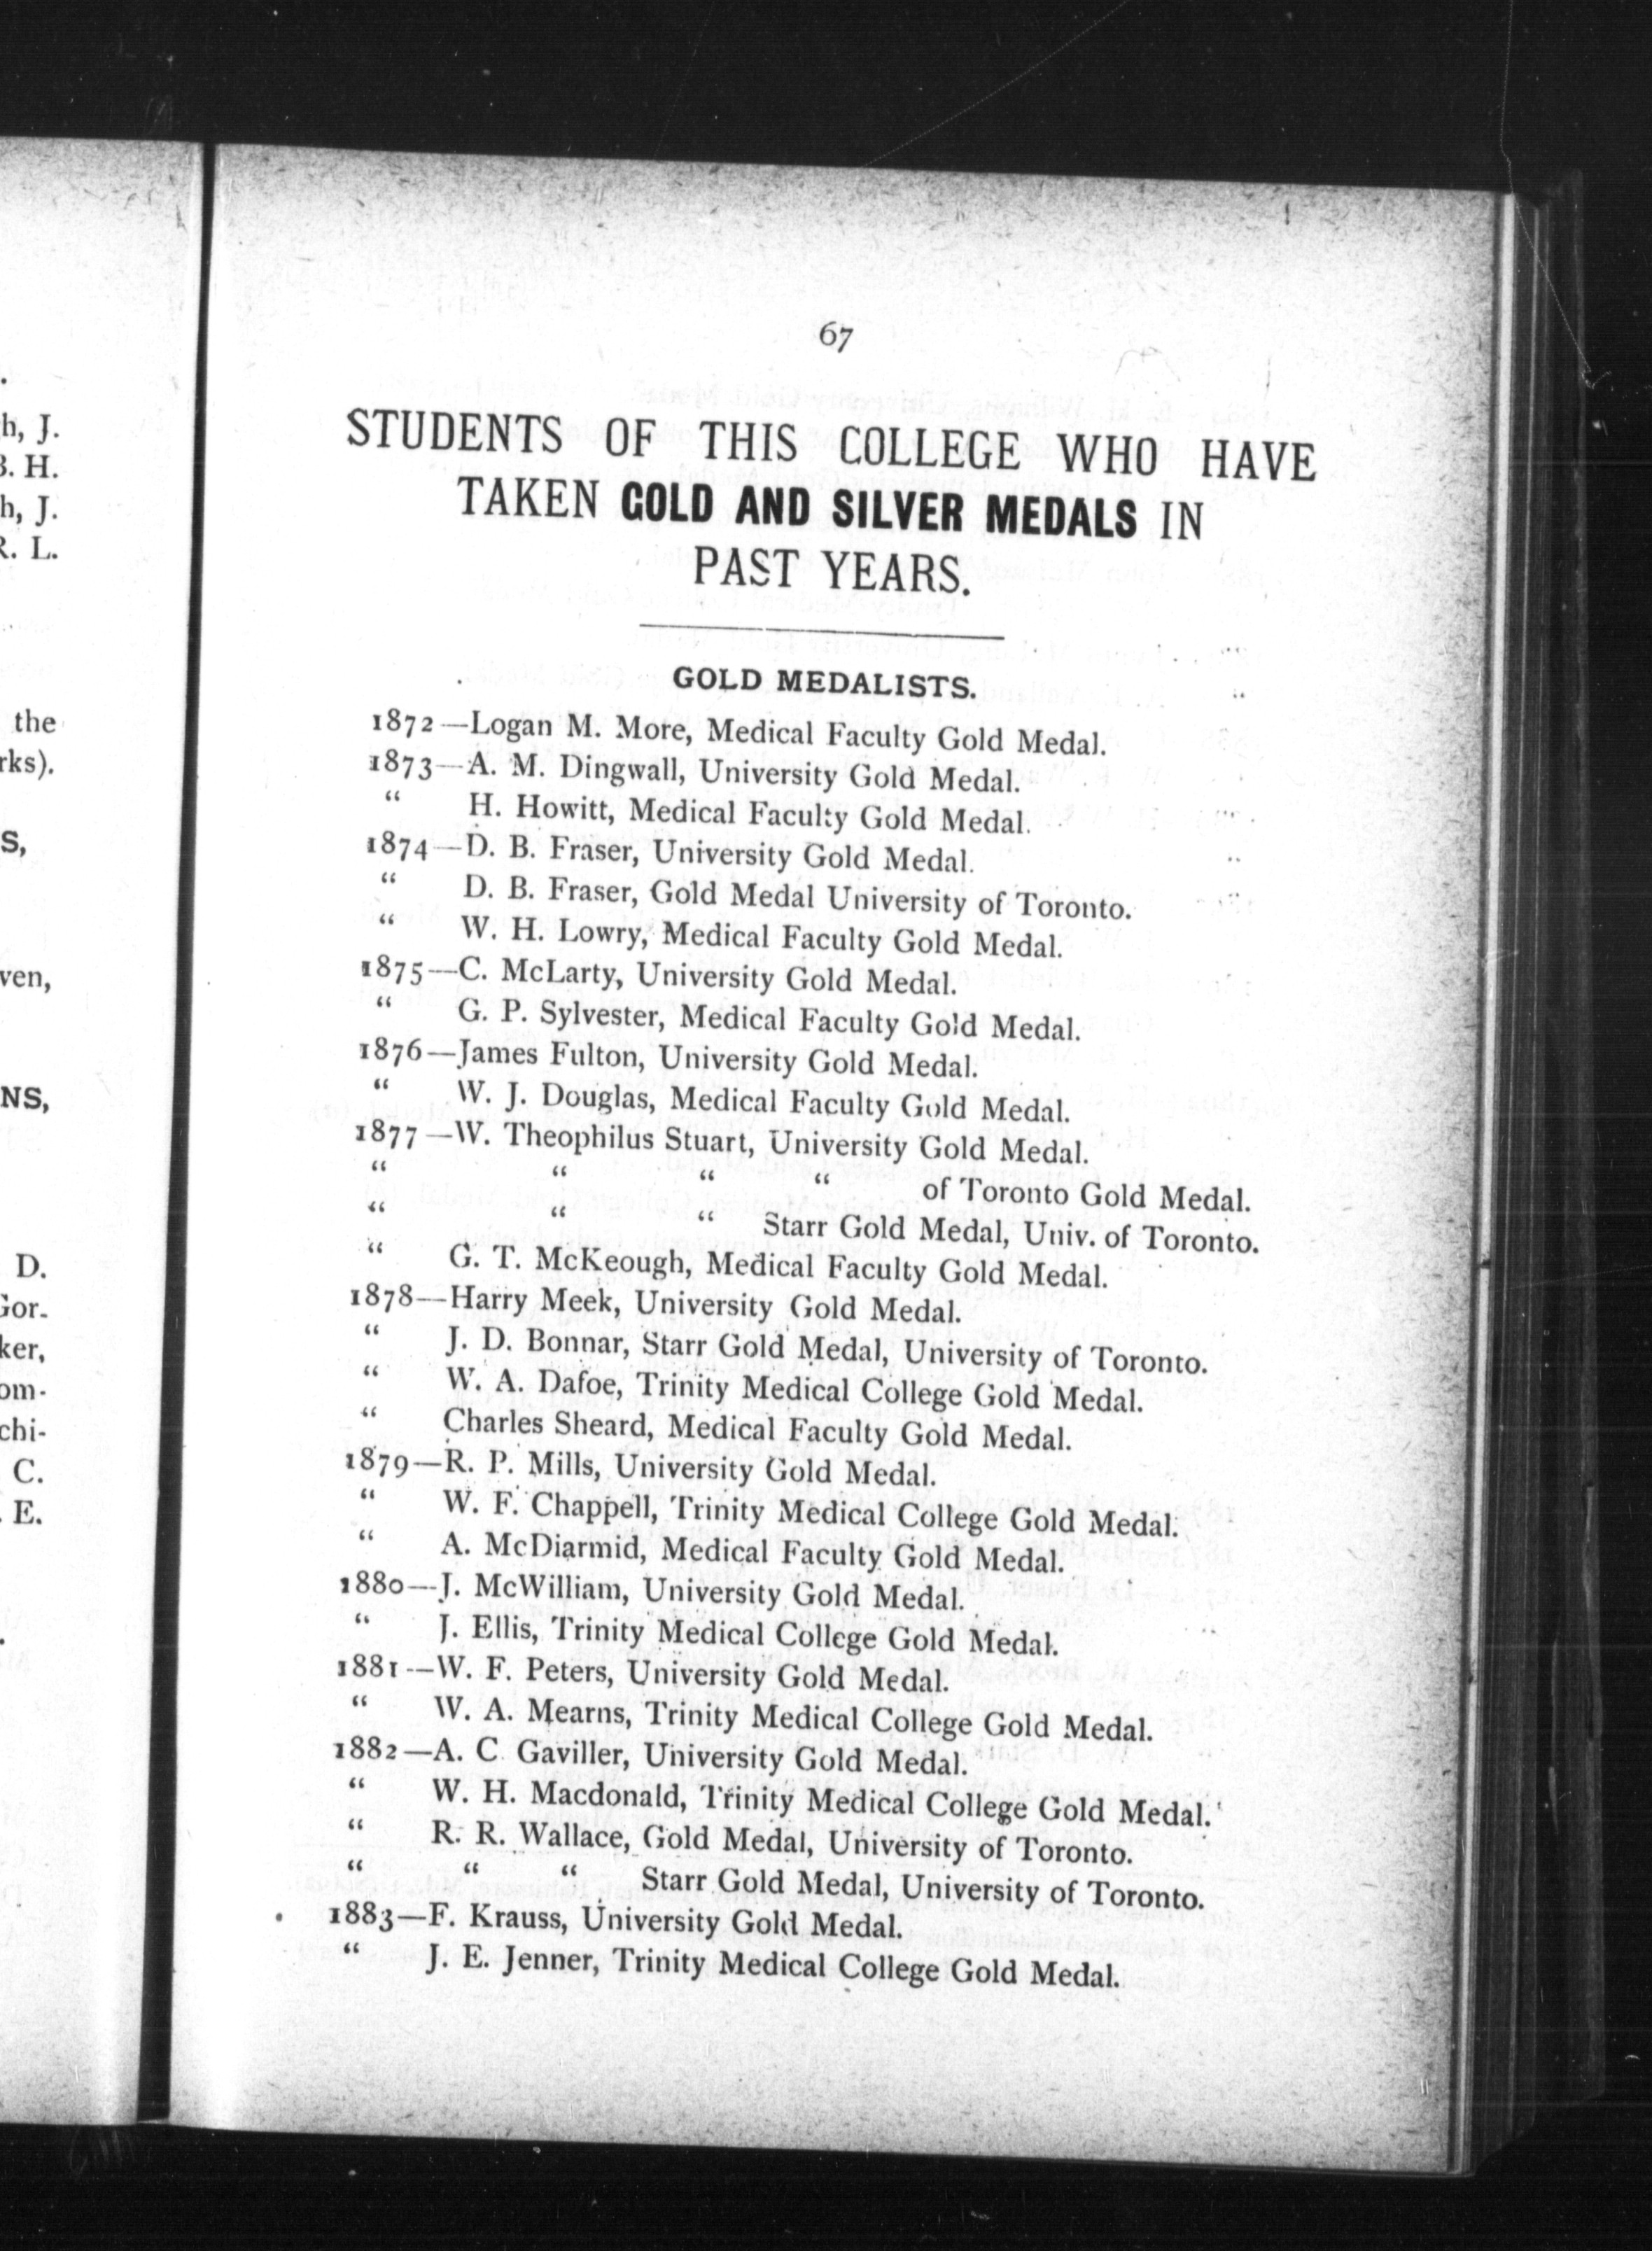 h, J.
B. H.
h, J.
R. L.
the
rks).
S,
ven,
NS,
D.
Gor-
ker,
om-
chi-
C.
E.
67
STUDENTS OF THIS COLLEGE WHO HAVE
TAKEN GOLD AND SILVER MEDALS IN
PAST YEARS.
GOLD MEDALISTS.
1872—Logan M. More, Medical Faculty Gold Medal.
1873—A. M. Dingwall, University Gold Medal.
“ H. Howitt, Medical Faculty Gold Medal.
1874—D. B. Fraser, University Gold Medal.
“ D. B. Fraser, Gold Medal University of Toronto.
“ W. H. Lowry, Medical Faculty Gold Medal.
1875—C. McLarty, University Gold Medal.
“ G. P. Sylvester, Medical Faculty Gold Medal.
1876—James Fulton, University Gold Medal.
“ W. J. Douglas, Medical Faculty Gold Medal.
1877—W. Theophilus Stuart, University Gold Medal.
“ “ “ “ of Toronto Gold Medal.
“ “ “ Starr Gold Medal, Univ. of Toronto.
“ G. T. McKeough, Medical Faculty Gold Medal.
1878—Harry Meek, University Gold Medal.
“ J. D. Bonnar, Starr Gold Medal, University of Toronto.
“ W. A. Dafoe, Trinity Medical College Gold Medal.
“ Charles Sheard, Medical Faculty Gold Medal.
1879—R. P. Mills, University Gold Medal.
“ W. F. Chappell, Trinity Medical College Gold Medal.
“ A. McDiarmid, Medical Faculty Gold Medal.
1880—J. McWilliam, University Gold Medal.
“ J. Ellis, Trinity Medical College Gold Medal.
1881—W. F. Peters, University Gold Medal.
“ W. A. Mearns, Trinity Medical College Gold Medal.
1882—A. C. Gaviller, University Gold Medal.
“ W. H. Macdonald, Trinity Medical College Gold Medal.
“ R. R. Wallace, Gold Medal, University of Toronto.
“ “ “ Starr Gold Medal, University of Toronto.
1883—F. Krauss, University Gold Medal.
“ J. E. Jenner, Trinity Medical College Gold Medal.